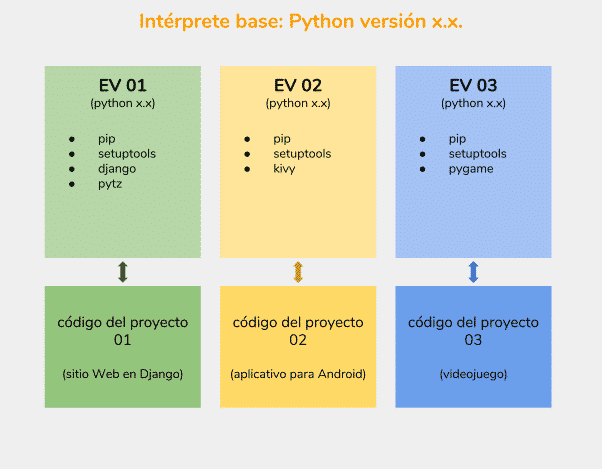 Intérprete base: Python versión x.x.
EV 01
(python x.x)
● pip
● setuptools
● django
● pytz
EV 02
(python x.x)
● pip
● setuptools
● kivy
EV 03
(python x.x)
● pip
● setuptools
● pygame
código del proyecto
01
(sitio Web en Django)
código del proyecto
02
(aplicativo para Android)
código del proyecto
03
(videojuego)